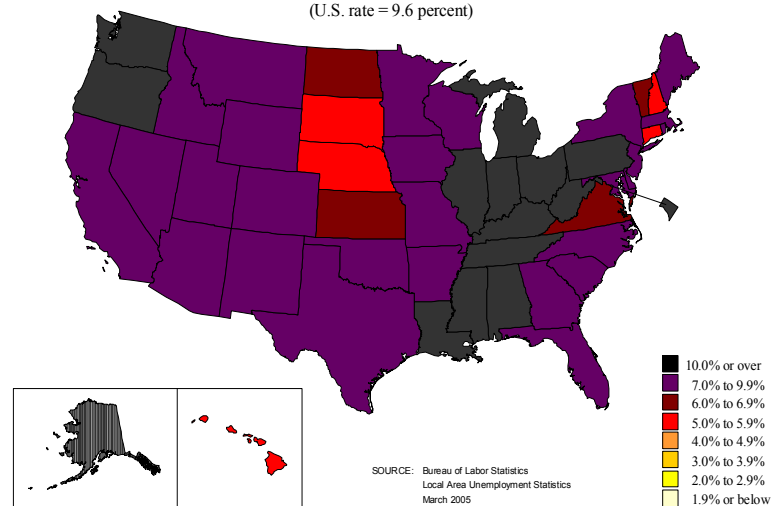 (U.S. rate = 9.6 percent)
10.0% or over
7.0% to 9.9%
6.0% to 6.9%
5.0% to 5.9%
4.0% to 4.9%
3.0% to 3.9%
2.0% to 2.9%
1.9% or below
SOURCE: Bureau of Labor Statistics
Local Area Unemployment Statistics
March 2005